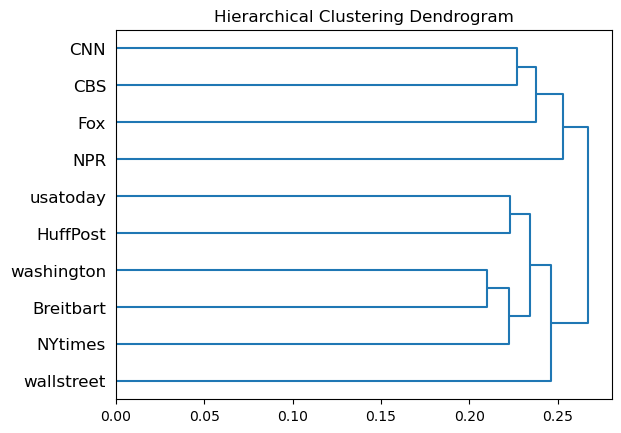 Hierarchical Clustering Dendrogram
CNN
CBS
Fox
NPR
usatoday
HuffPost
washington
Breitbart
NYtimes
wallstreet
0.00 0.05 0.10 0.15 0.20 0.25